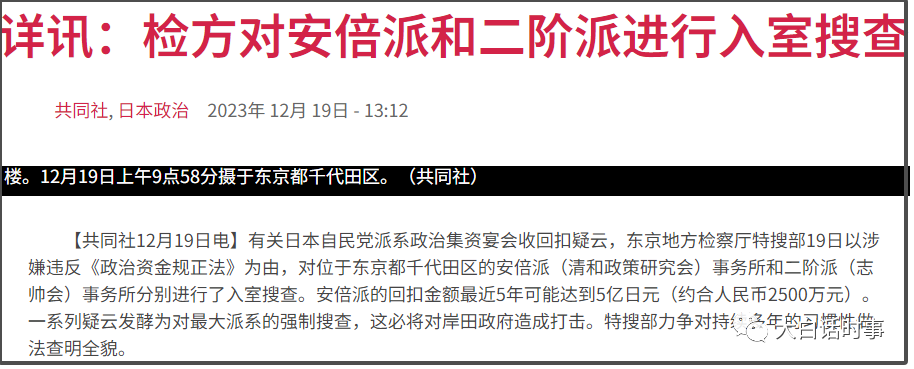 详讯：检方对安倍派和二阶派进行入室搜查
共同社, 日本政治 2023年 12月 19日 - 13:12
楼。12月19日上午9点58分摄于东京都千代田区。（共同社）
【共同社12月19日电】有关日本自民党派系政治集资宴会收回扣疑云，东京地方检察厅特搜部19日以涉
嫌违反《政治资金规正法》为由，对位于东京都千代田区的安倍派（清和政策研究会）事务所和二阶派（志
帅会）事务所分别进行了入室搜查。安倍派的回扣金额最近5年可能达到5亿日元（约合人民币2500万元）。
一系列疑云发酵为对最大派系的强制搜查，这必将对岸田政府造成打击。特搜部力争对持续多年的习惯性做
法查明全貌。
大白话时事